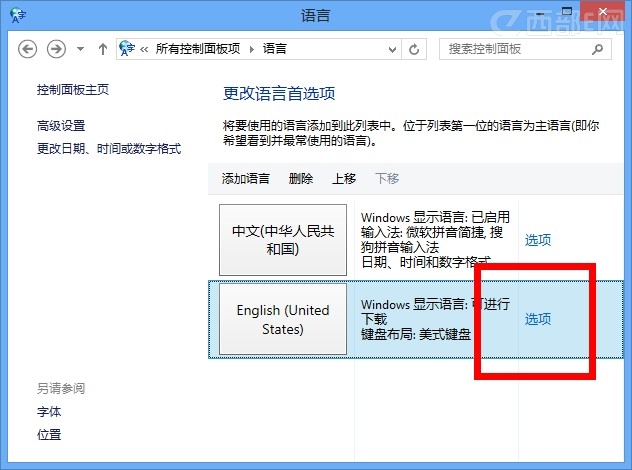 语言
西部E网
所有控制面板项
语言
搜索控制面板
控制面板主页
高级设置
更改日期、时间或数字格式
更改语言首选项
将要使用的语言添加到此列表中。位于列表第一位的语言为主语言(即你
希望看到并最常使用的语言)。
添加语言 删除 上移 下移
中文(中华人民共
和国)
Windows 显示语言: 已启用
输入法: 微软拼音简捷, 搜
狗拼音输入法
日期、时间和数字格式
选项
English (United
States)
Windows 显示语言: 可进行
下载
键盘布局: 美式键盘
选项
另请参阅
字体
位置